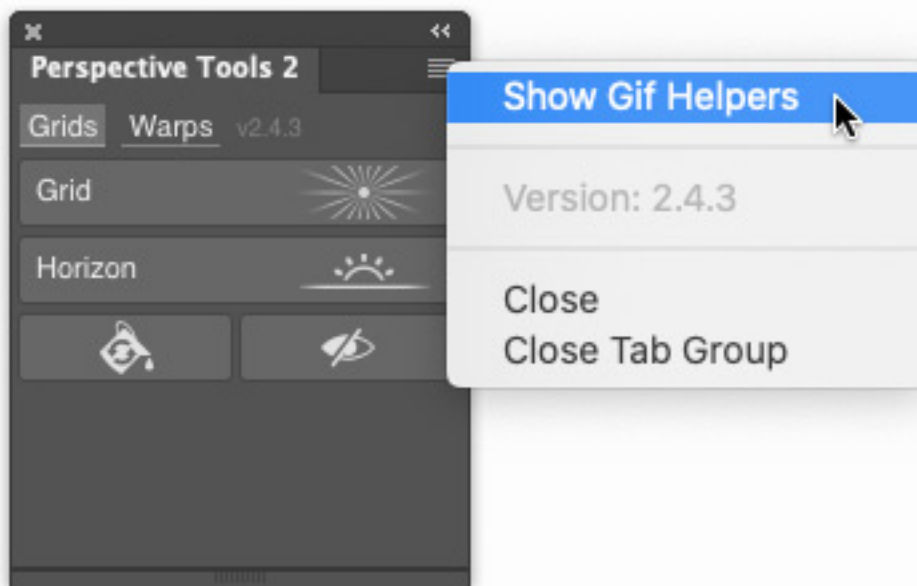 Perspective Tools 2
Grids Warps v2.4.3
Grid
Horizon
Show Gif Helpers
Version: 2.4.3
Close
Close Tab Group